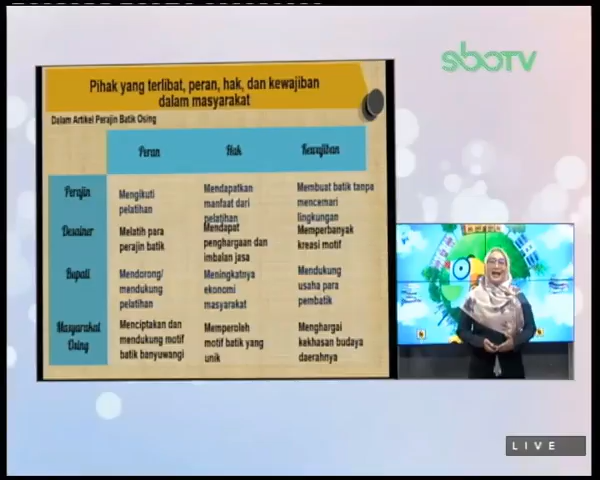 sboTV
Pihak yang terlibat, peran, hak, dan kewajiban
dalam masyarakat
Dalam Artikel Perajin Batik Osing
Peran
Hak
Kewajiban
Perajin
Mengikuti
pelatihan
Mendapatkan
manfaat dari
pelatihan
Membuat batik tanpa
mencemari
lingkungan
Desainer
Melatih para
perajin batik
Mendapat
penghargaan dan
imbalan jasa
Memperbanyak
kreasi motif
Bupati
Mendorong/
mendukung
pelatihan
Meningkatnya
ekonomi
masyarakat
Mendukung
usaha para
pembatik
Masyarakat
Osing
Menciptakan dan
mendukung motif
batik banyuwangi
Memperoleh
motif batik yang
unik
Menghargai
kekhasan budaya
daerahnya
LIVE